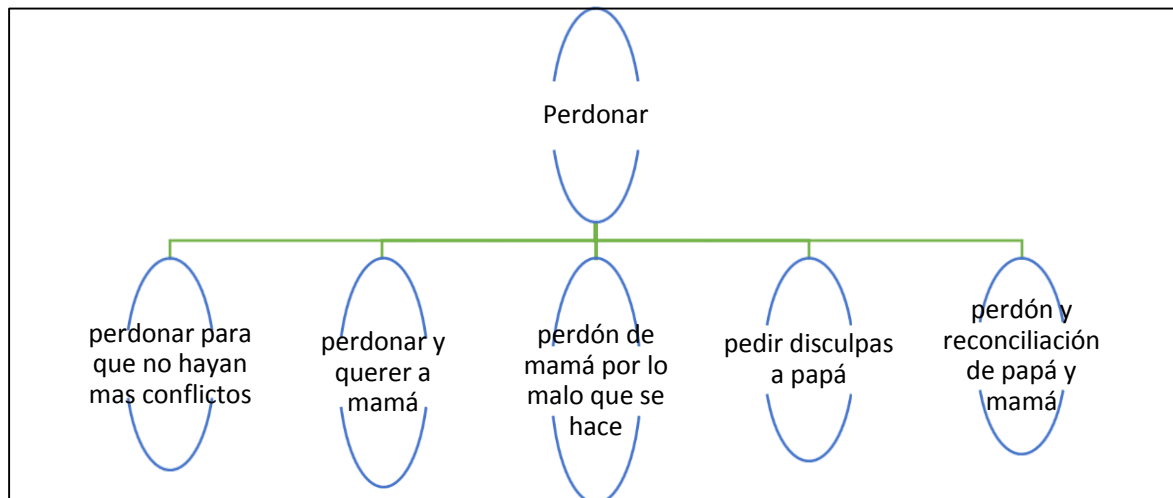 Perdonar
perdonar para
que no hayan
mas conflictos
perdonar y
querer a
mamá
perdón de
mamá por lo
malo que se
hace
pedir disculpas
a papá
perdón y
reconciliación
de papá y
mamá